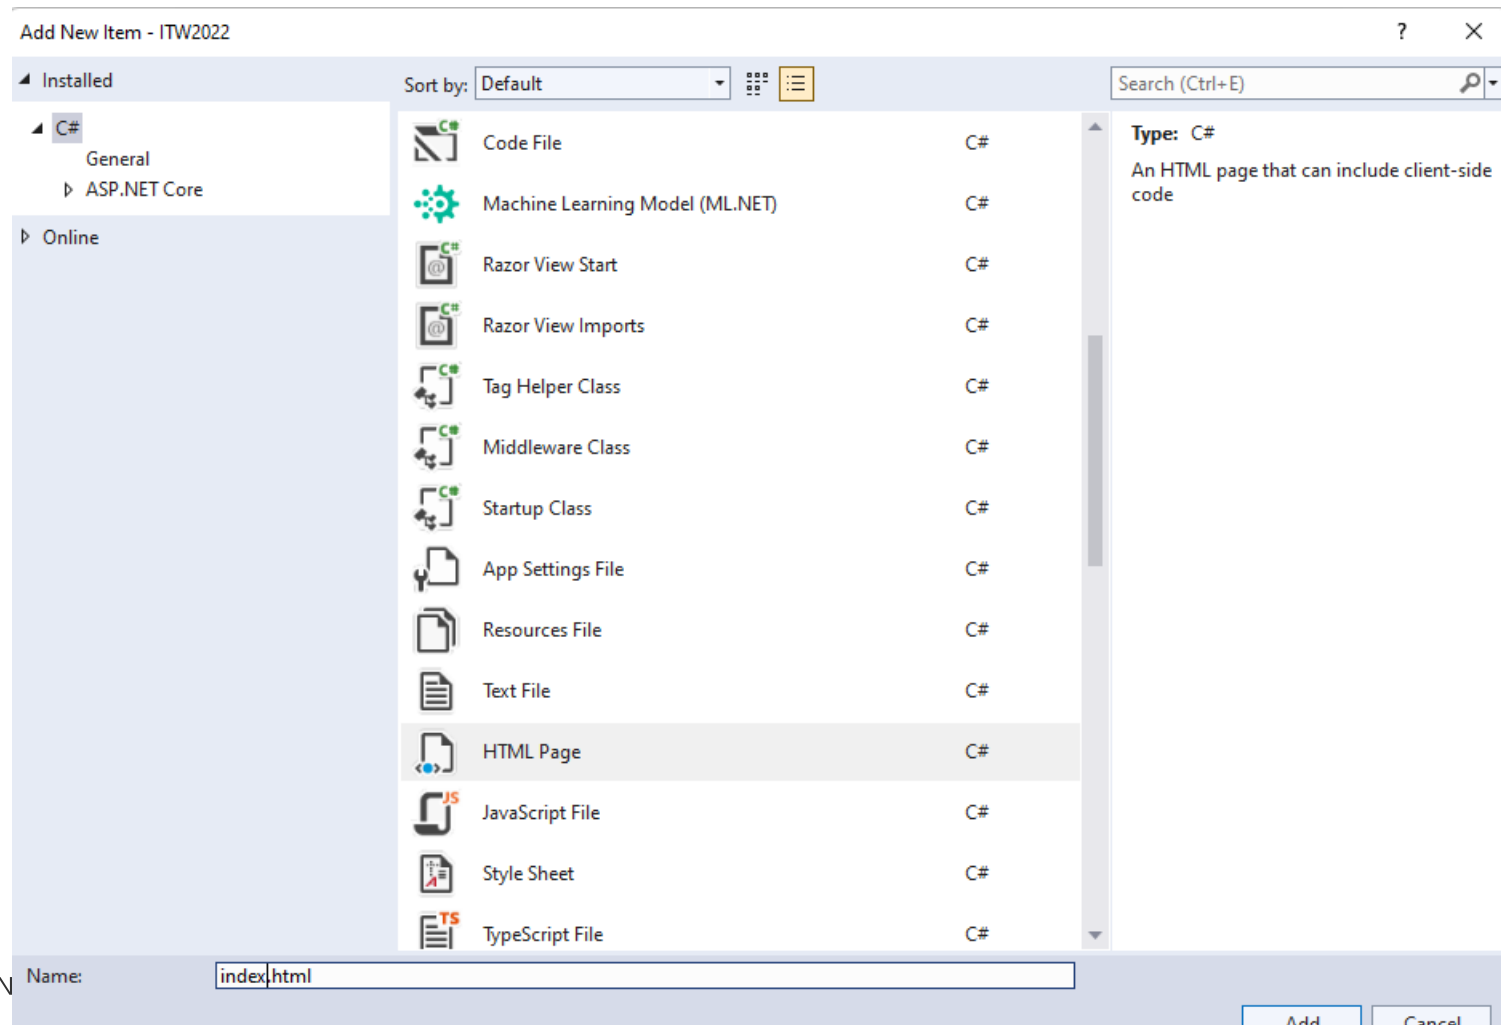 Add New Item - ITW2022
?
Installed
Sort by: Default
Search (Ctrl+E)
C#
General
ASP.NET Core
Online
Code File C#
Machine Learning Model (ML.NET) C#
Razor View Start C#
Razor View Imports C#
Tag Helper Class C#
Middleware Class C#
Startup Class C#
App Settings File C#
Resources File C#
Text File C#
HTML Page C#
JavaScript File C#
Style Sheet C#
TypeScript File C#
Type: C#
An HTML page that can include client-side
code
Name: index.html
Add Cancel